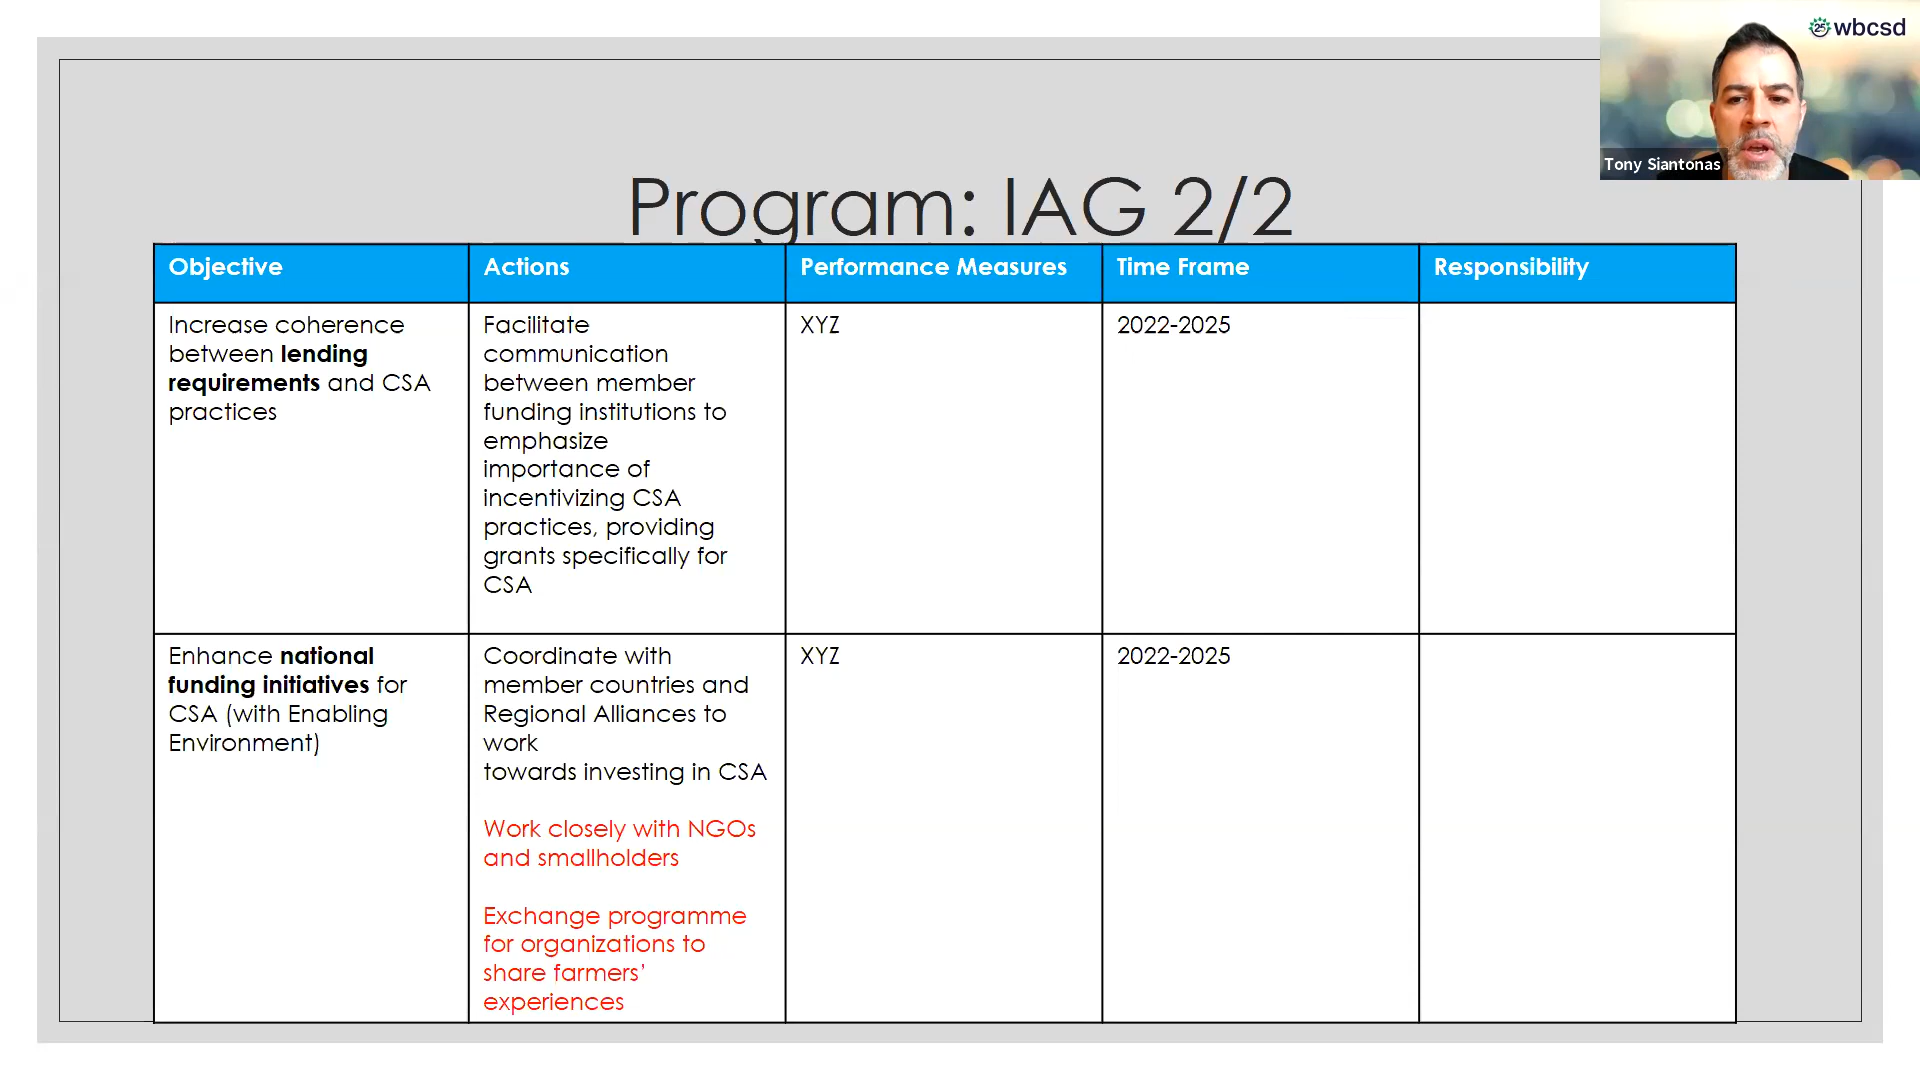 25 wbcsd
Tony Siantonas
Program: IAG 2/2
Objective
Actions
Performance Measures
Time Frame
Responsibility
Increase coherence
between lending
requirements and CSA
practices
Facilitate
communication
between member
funding institutions to
emphasize
importance of
incentivizing CSA
practices, providing
grants specifically for
CSA
XYZ
2022-2025
Enhance national
funding initiatives for
CSA (with Enabling
Environment)
Coordinate with
member countries and
Regional Alliances to
work
towards investing in CSA
Work closely with NGOs
and smallholders
Exchange programme
for organizations to
share farmers’
experiences
XYZ
2022-2025